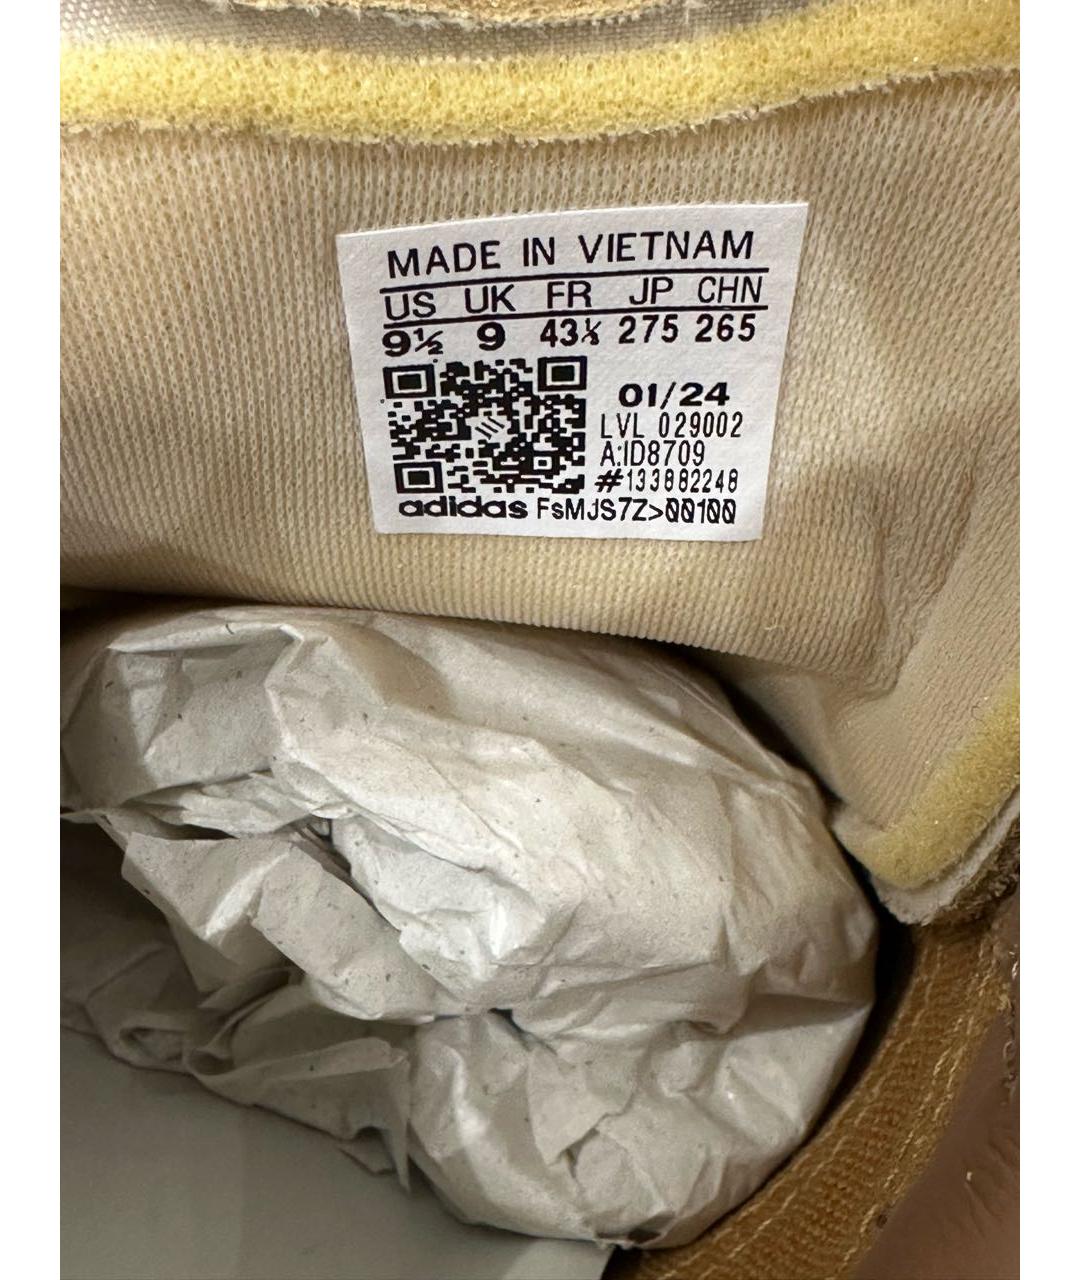 MADE IN VIETNAM
US UK FR JP CHN
9½ 9 43⅓ 275 265
01/24
LVL 029002
A:ID8709
#133882248
adidas FsMJS7Z>00100